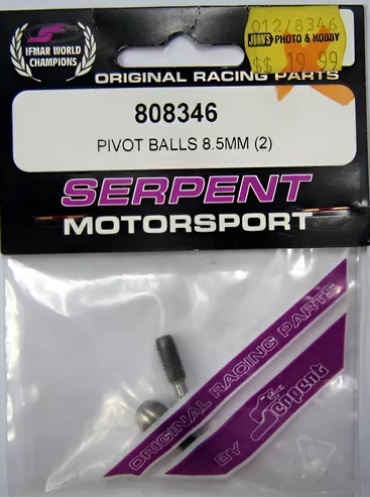 IFMAR WORLD
CHAMPIONS
012/8346
JOHN'S PHOTO & HOBBY
$$ 19.99
ORIGINAL RACING PARTS
808346
PIVOT BALLS 8.5MM (2)
SERPENT
MOTORSPORT
ORIGINAL RACING PARTS
BY Serpent